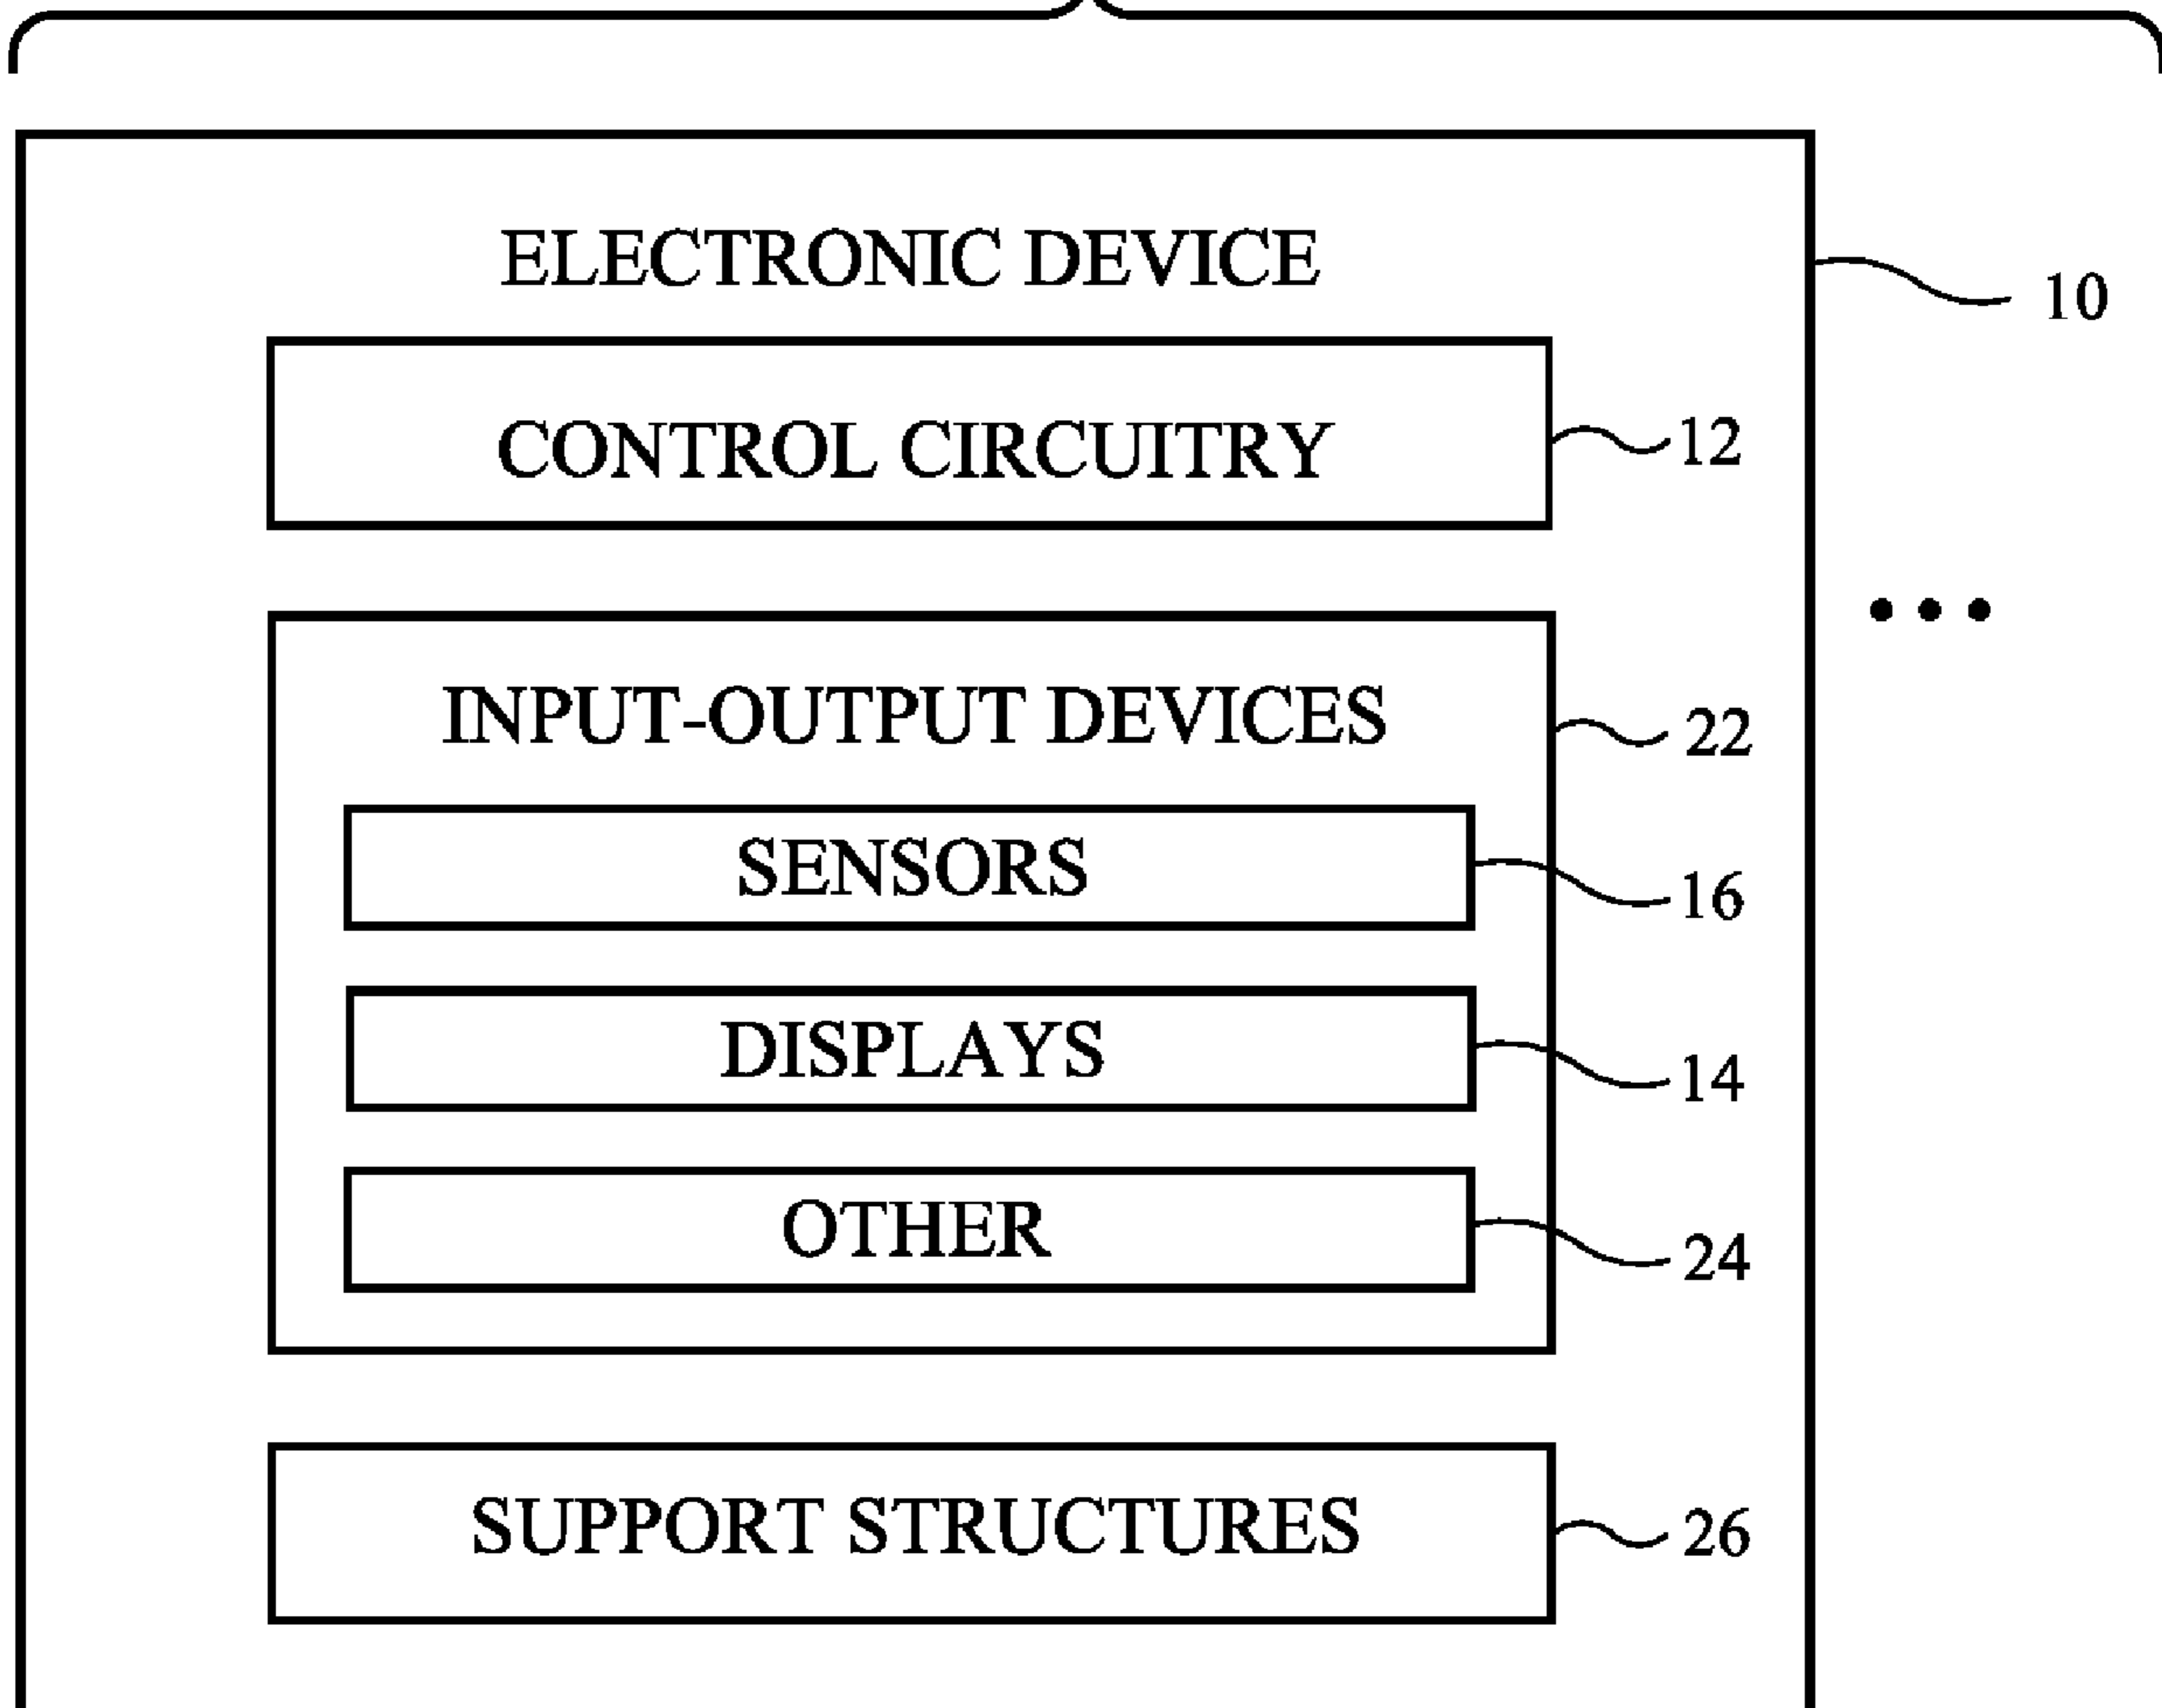 ELECTRONIC DEVICE
10
CONTROL CIRCUITRY
12
INPUT-OUTPUT DEVICES
22
SENSORS
16
DISPLAYS
14
OTHER
24
SUPPORT STRUCTURES
26